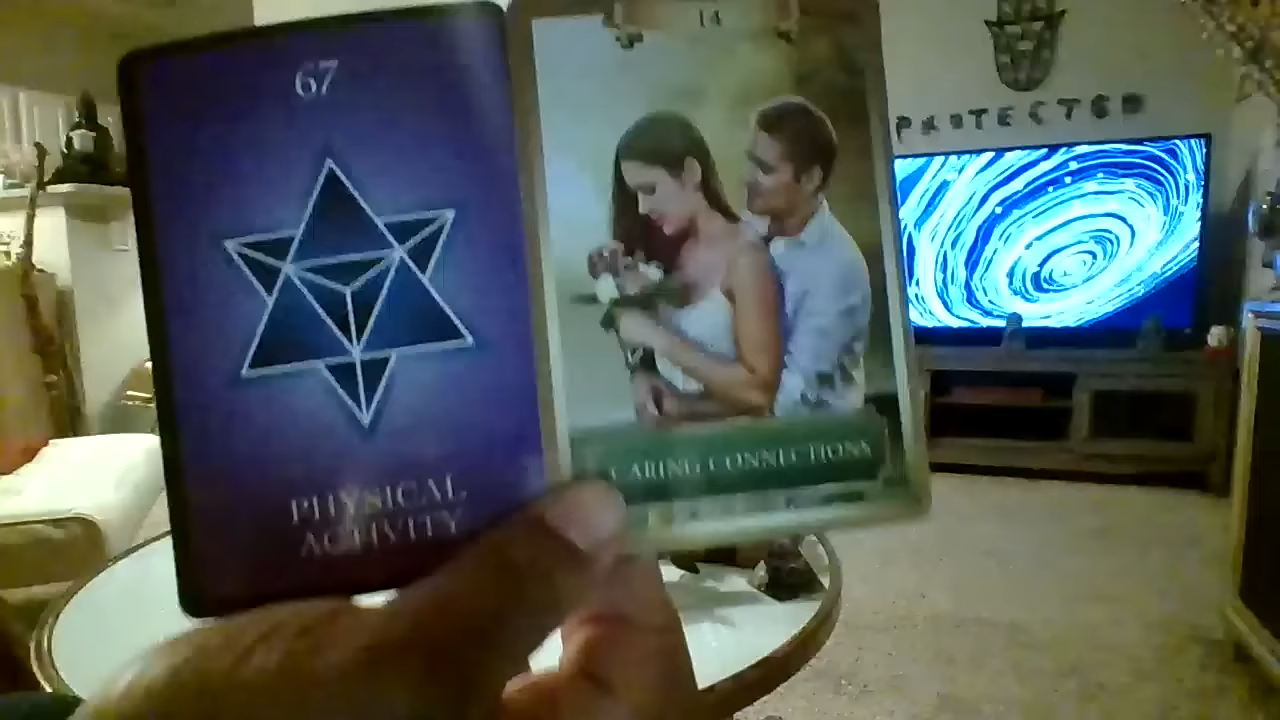 67
PHYSICAL
ACTIVITY
14
CARING CONNECTIONS
PROTECTED